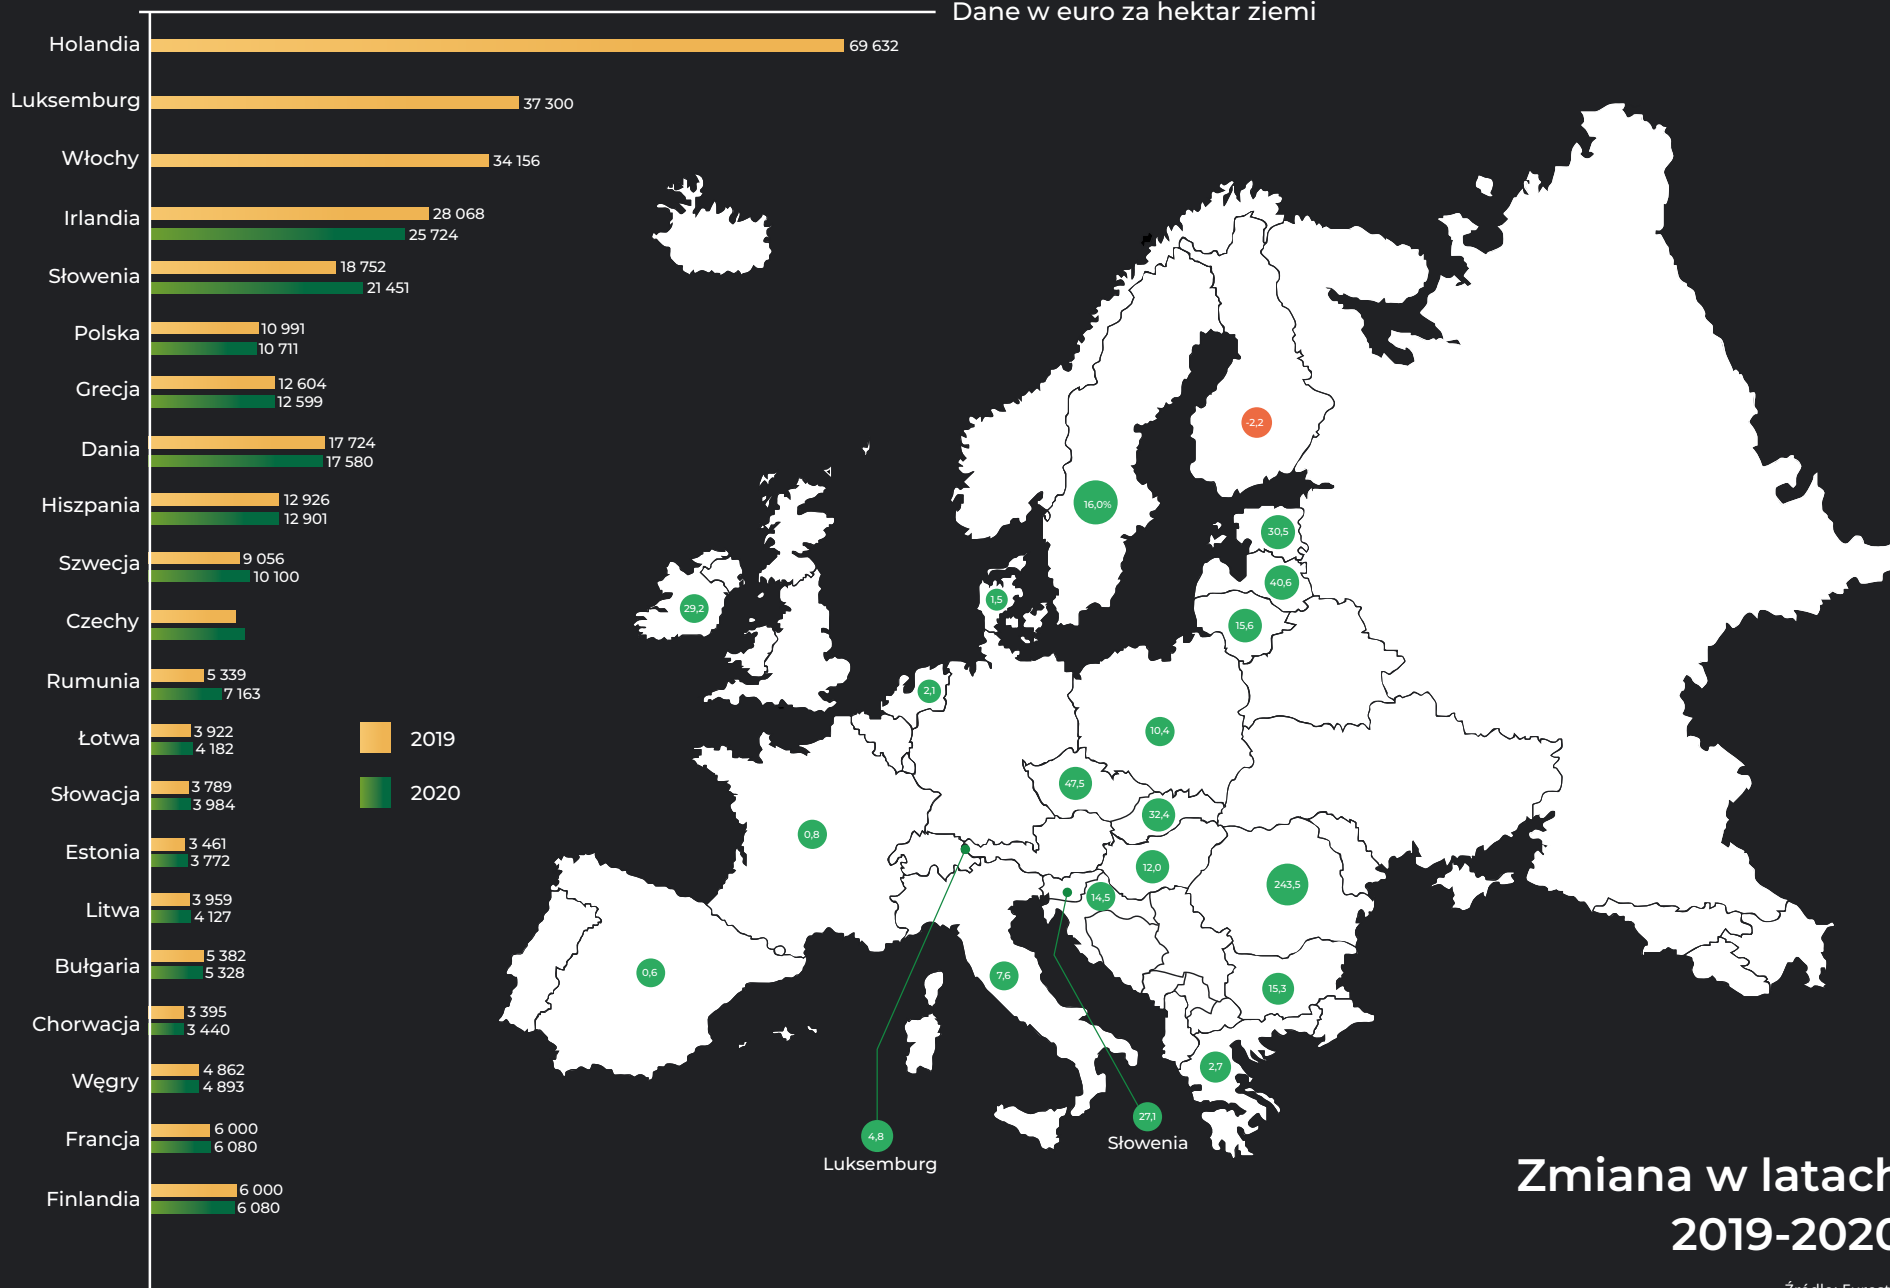 Dane w euro za hektar ziemi
Holandia
69 632
Luksemburg
37 300
Włochy
34 156
Irlandia
28 068
25 724
Słowenia
18 752
21 451
Polska
10 991
10 711
Grecja
12 604
12 599
Dania
17 724
17 580
Hiszpania
12 926
12 901
Szwecja
9 056
10 100
Czechy
Rumunia
5 339
7 163
Łotwa
3 922
4 182
Słowacja
3 789
3 984
Estonia
3 461
3 772
Litwa
3 959
4 127
Bułgaria
5 382
5 328
Chorwacja
3 395
3 440
Węgry
4 862
4 893
Francja
6 000
6 080
Finlandia
6 000
6 080
2019
2020
-2,2
16,0%
30,5
40,6
15,6
1,5
29,2
2,1
10,4
47,5
32,4
0,8
12,0
243,5
14,5
0,6
7,6
15,3
2,7
27,1
Słowenia
4,8
Luksemburg
Zmiana w latach
2019-2020